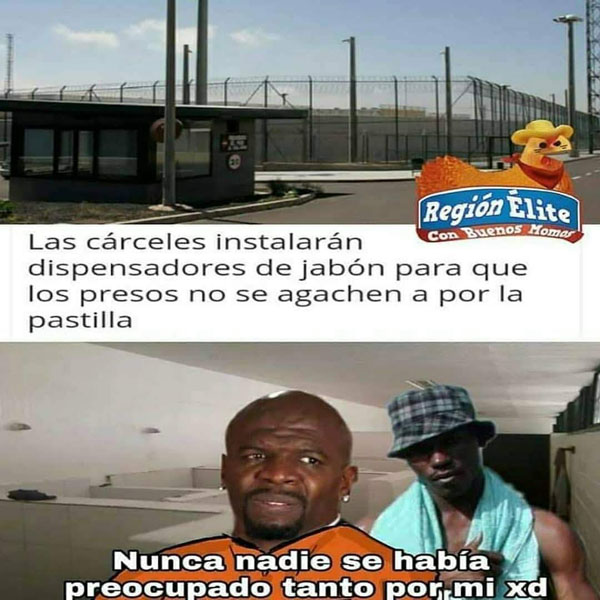 Región Élite
Con Buenos Momos
Las cárceles instalarán
dispensadores de jabón para que
los presos no se agachen a por la
pastilla
Nunca nadie se había
preocupado tanto por mi xd